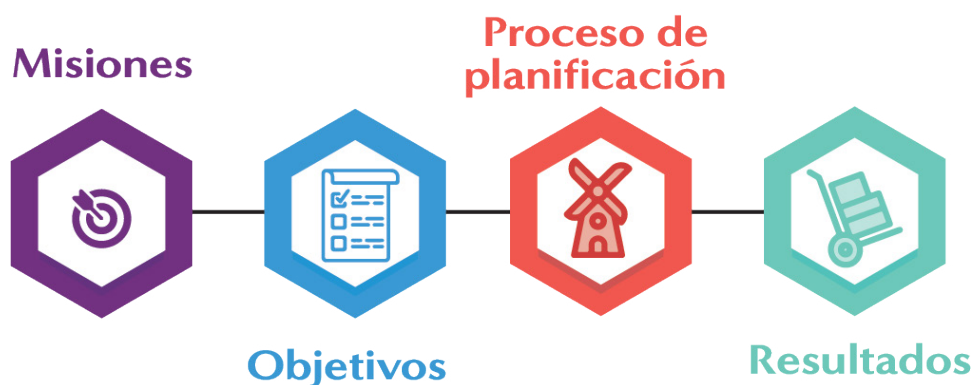 Misiones
Objetivos
Proceso de
planificación
Resultados